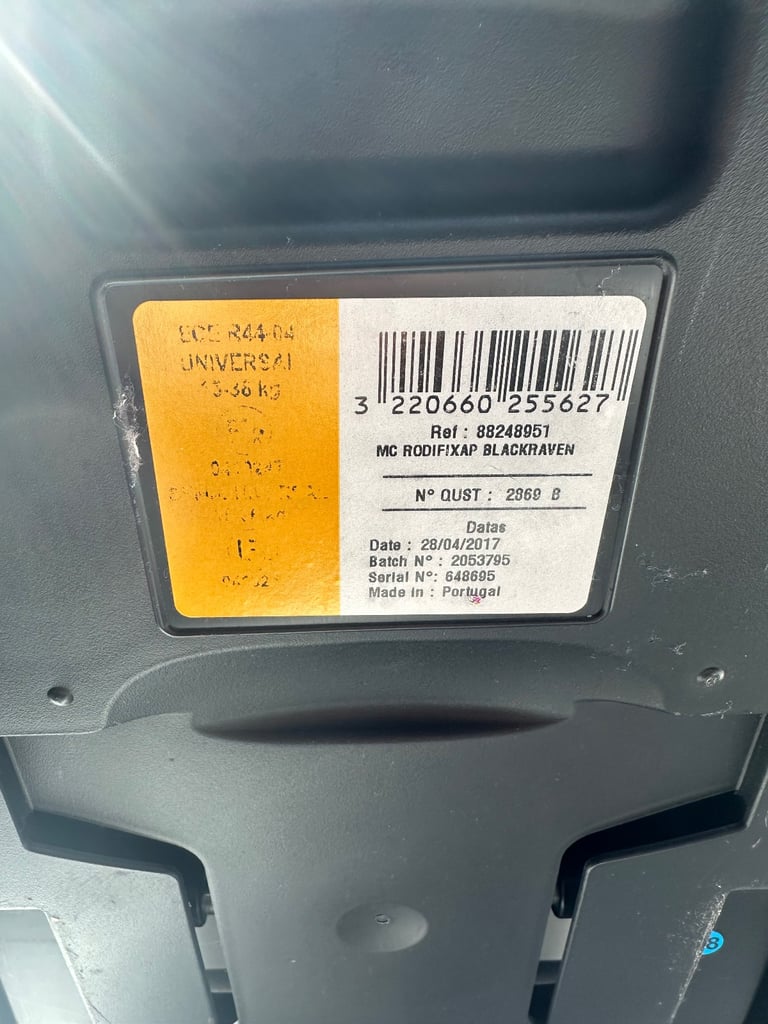 ECE R44-04
UNIVERSAL
15-36 kg
3 220660 255627
Ref : 88248951
MC RODIFIXAP BLACKRAVEN
N° QUST : 2869 B
Datas
Date : 28/04/2017
Batch N° : 2053795
Serial N°: 648695
Made in : Portugal
8